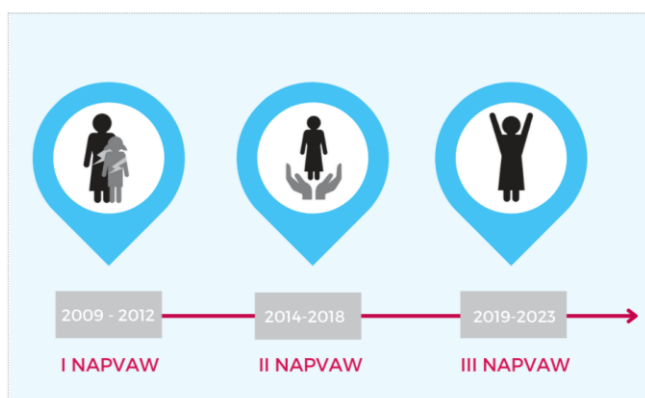 2009 - 2012
2014-2018
2019-2023
I NAPVAW
II NAPVAW
III NAPVAW